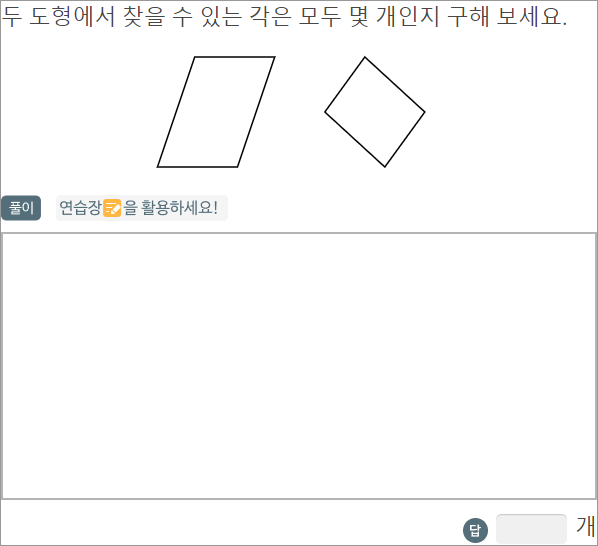 두 도형에서 찾을 수 있는 각은 모두 몇 개인지 구해 보세요.
풀이 연습장을 활용하세요!
답 개